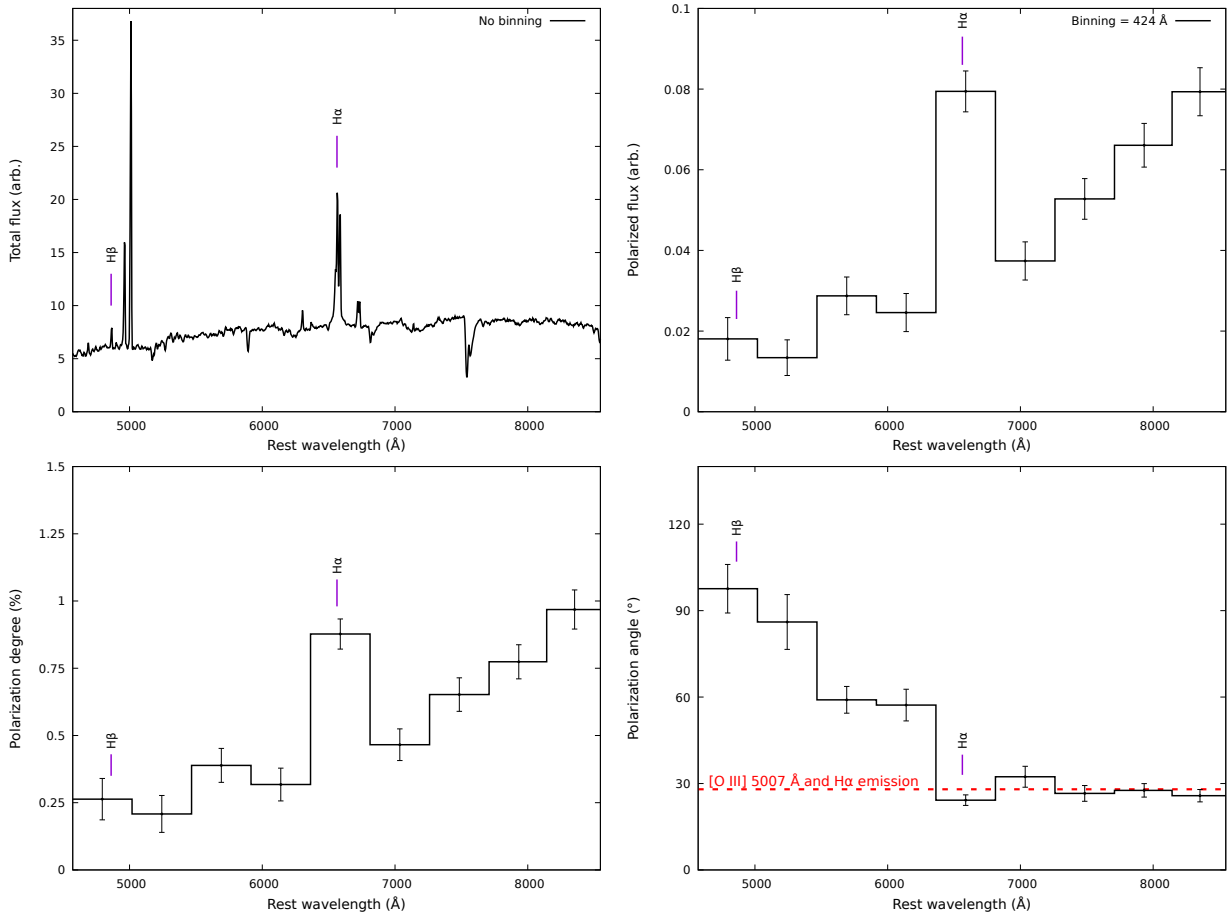 No binning
Hβ
Hα
Total flux (arb.)
0
5
10
15
20
25
30
35
5000
6000
7000
8000
Rest wavelength (Å)
Binning = 424 Å
Hβ
Hα
Polarized flux (arb.)
0
0.02
0.04
0.06
0.08
0.1
5000
6000
7000
8000
Rest wavelength (Å)
Hβ
Hα
Polarization degree (%)
0
0.25
0.5
0.75
1
1.25
1.5
5000
6000
7000
8000
Rest wavelength (Å)
Hβ
Hα
[O III] 5007 Å and Hα emission
Polarization angle (°)
0
30
60
90
120
5000
6000
7000
8000
Rest wavelength (Å)